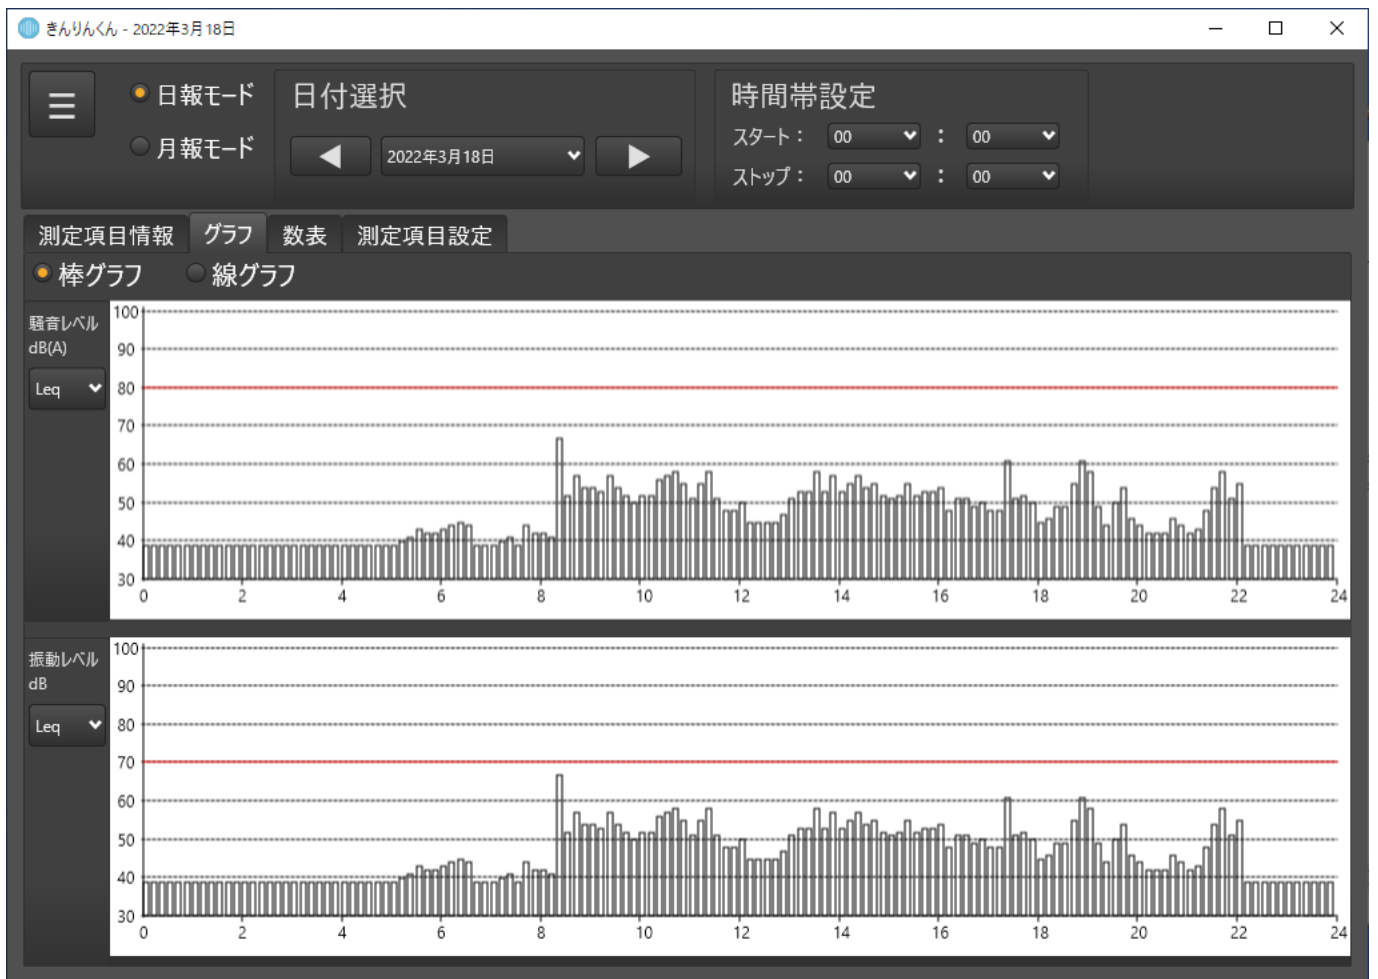 きんりんくん - 2022年3月18日
日報モード
月報モード
日付選択
2022年3月18日
時間帯設定
スタート： 00 : 00
ストップ： 00 : 00
測定項目情報 グラフ 数表 測定項目設定
棒グラフ 線グラフ
騒音レベル
dB(A)
Leq
100
90
80
70
60
50
40
30
0 2 4 6 8 10 12 14 16 18 20 22 24
振動レベル
dB
Leq
100
90
80
70
60
50
40
30
0 2 4 6 8 10 12 14 16 18 20 22 24